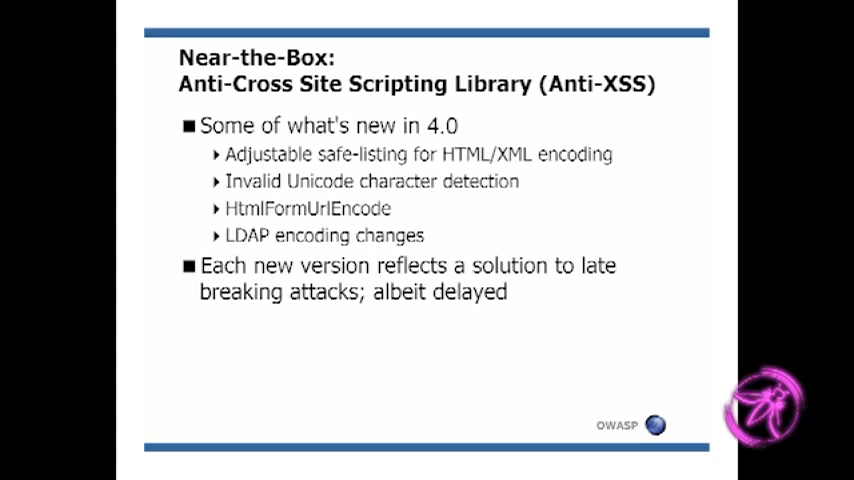 Near-the-Box:
Anti-Cross Site Scripting Library (Anti-XSS)
Some of what's new in 4.0
Adjustable safe-listing for HTML/XML encoding
Invalid Unicode character detection
HtmlFormUrlEncode
LDAP encoding changes
Each new version reflects a solution to late
breaking attacks; albeit delayed
OWASP